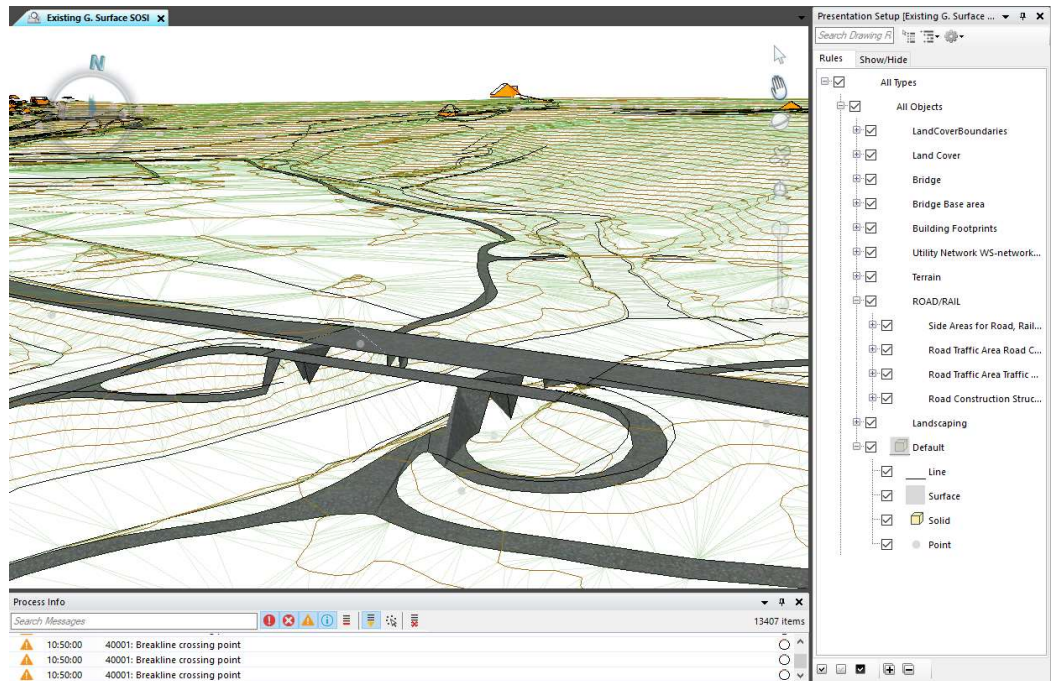 Existing G. Surface SOSI
Presentation Setup [Existing G. Surface ...
Search Drawing R
Rules
Show/Hide
N
All Types
All Objects
LandCoverBoundaries
Land Cover
Bridge
Bridge Base area
Building Footprints
Utility Network WS-network...
Terrain
ROAD/RAIL
Side Areas for Road, Rail...
Road Traffic Area Road C...
Road Traffic Area Traffic ...
Road Construction Struc...
Landscaping
Default
Line
Surface
Solid
Point
Process Info
Search Messages
13407 items
10:50:00 40001: Breakline crossing point
10:50:00 40001: Breakline crossing point
10:50:00 40001: Breakline crossing point